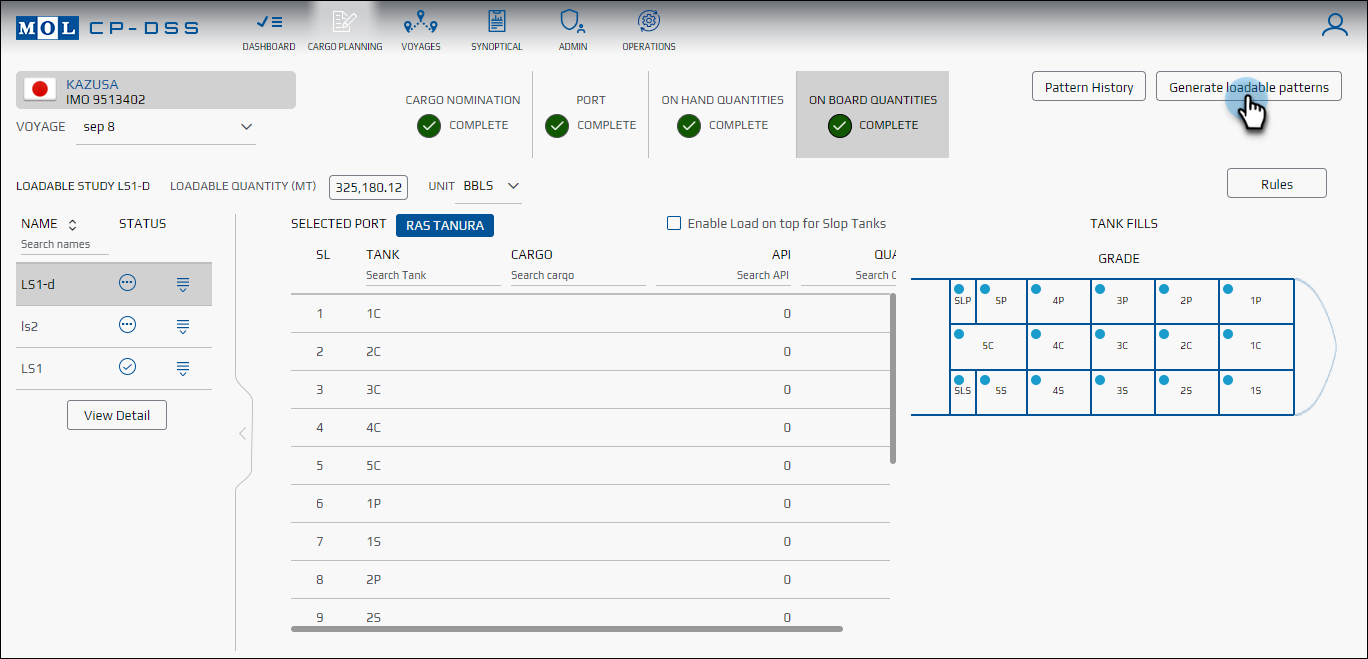 MOL CP-DSS
DASHBOARD CARGO PLANNING VOYAGES SYNOPTICAL ADMIN OPERATIONS
KAZUSA
IMO 9513402
VOYAGE sep 8
CARGO NOMINATION
COMPLETE
PORT
COMPLETE
ON HAND QUANTITIES
COMPLETE
ON BOARD QUANTITIES
COMPLETE
Pattern History
Generate loadable patterns
LOADABLE STUDY LS1-D LOADABLE QUANTITY (MT) 325,180.12 UNIT BBLS
Rules
NAME STATUS
Search names
LS1-d
ls2
LS1
View Detail
SELECTED PORT RAS TANURA Enable Load on top for Slop Tanks
SL TANK CARGO API QUA
Search Tank Search cargo Search API Search
1 1C 0
2 2C 0
3 3C 0
4 4C 0
5 5C 0
6 1P 0
7 1S 0
8 2P 0
9 2S 0
TANK FILLS
GRADE
SLP 5P 4P 3P 2P 1P
5C 4C 3C 2C 1C
SLS 5S 4S 3S 2S 1S